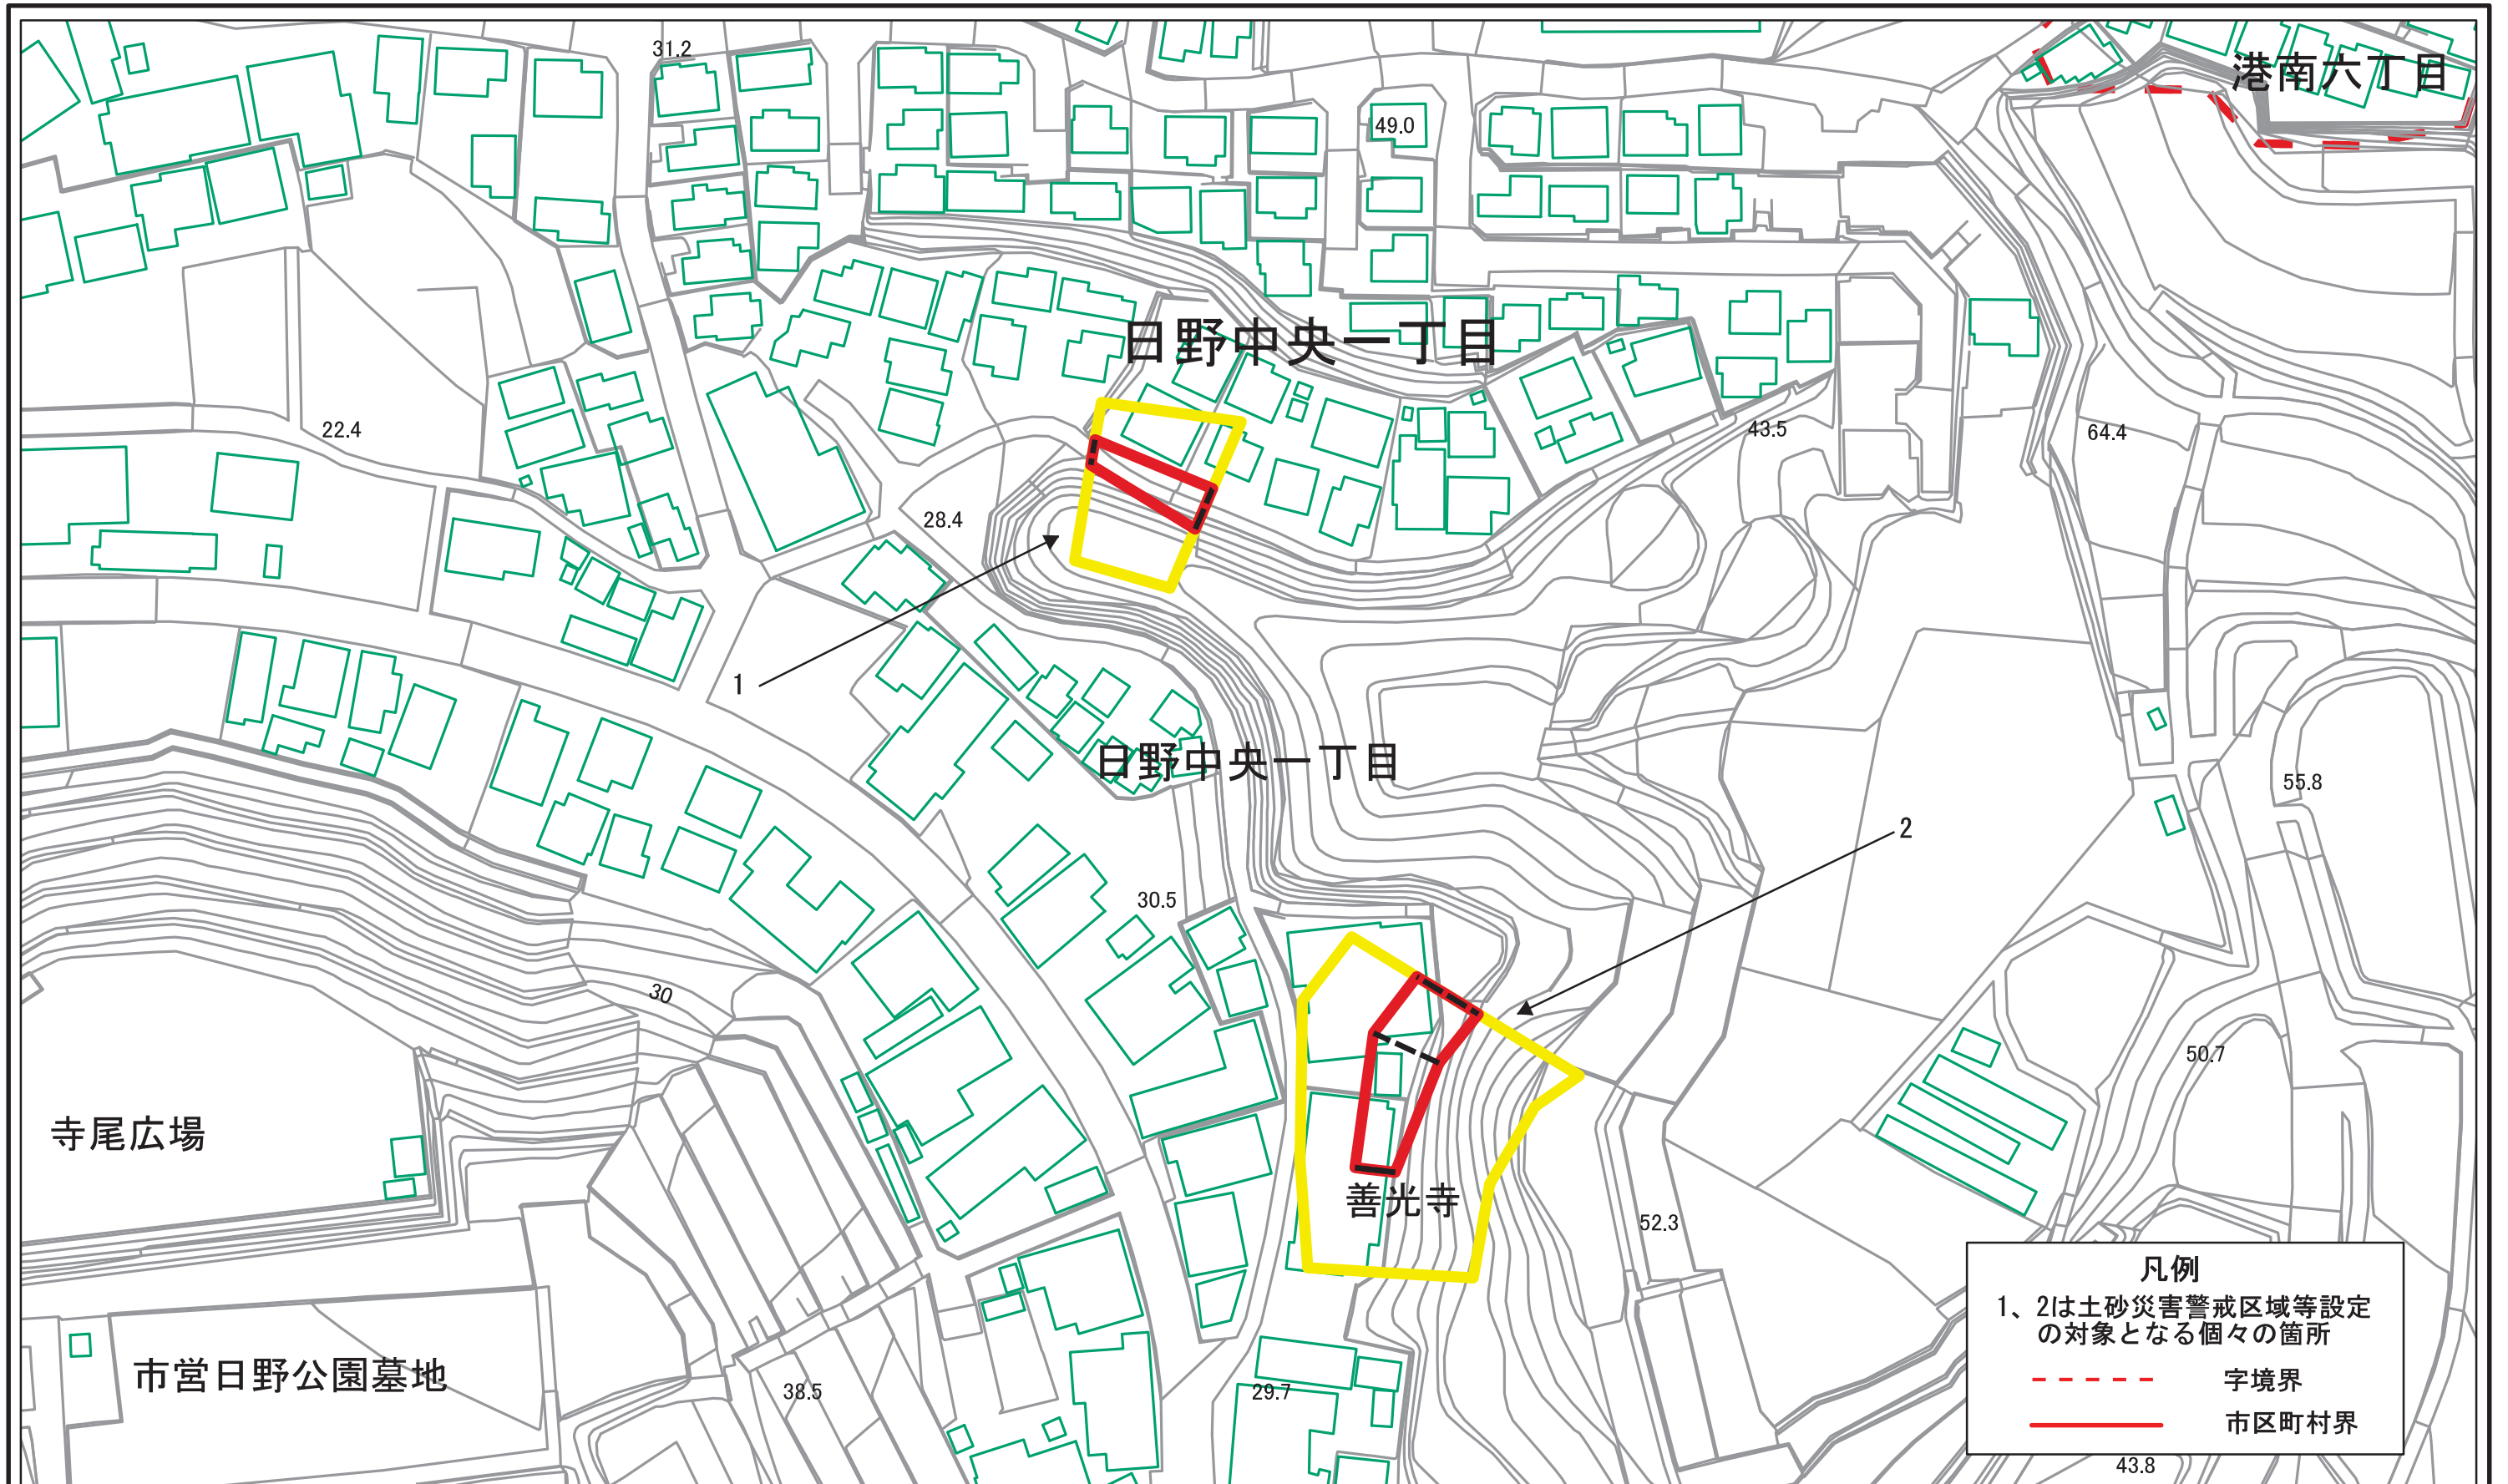 31.2
港南六丁目
49.0
日野中央一丁目
22.4
43.5
64.4
28.4
1
日野中央一丁目
55.8
2
30.5
30
50.7
寺尾広場
善光寺
52.3
凡例
1、2は土砂災害警戒区域等設定
の対象となる個々の箇所
字境界
市区町村界
市営日野公園墓地
38.5
29.7
43.8